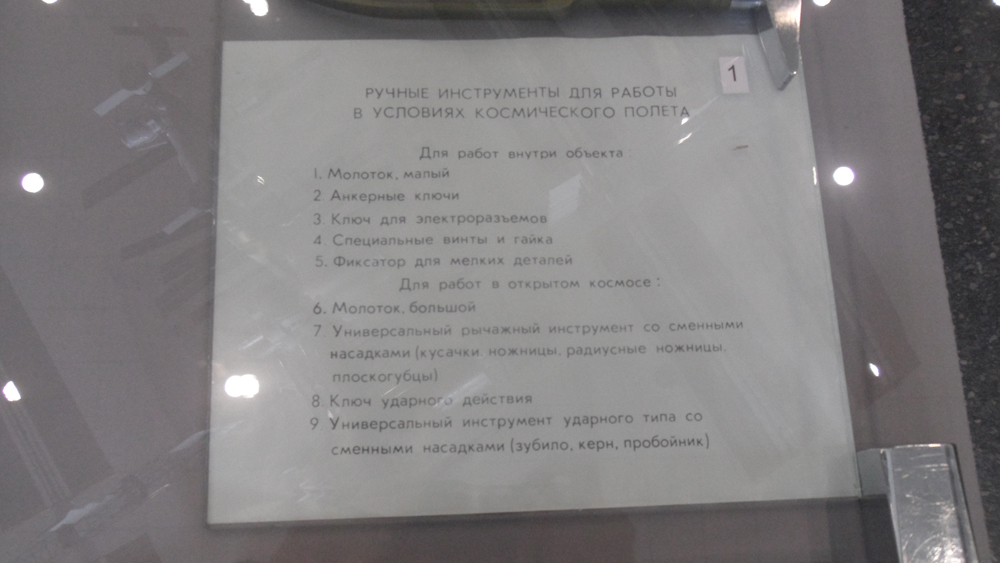 1
РУЧНЫЕ ИНСТРУМЕНТЫ ДЛЯ РАБОТЫ
В УСЛОВИЯХ КОСМИЧЕСКОГО ПОЛЕТА
Для работ внутри объекта:
1. Молоток, малый
2 Анкерные ключи
3 Ключ для электроразъемов
4. Специальные винты и гайка
5. Фиксатор для мелких деталей
Для работ в открытом космосе:
6. Молоток, большой
7 Универсальный рычажный инструмент со сменными
насадками (кусачки, ножницы, радиусные ножницы,
плоскогубцы)
8 Ключ ударного действия
9 Универсальный инструмент ударного типа со
сменными насадками (зубило, керн, пробойник)